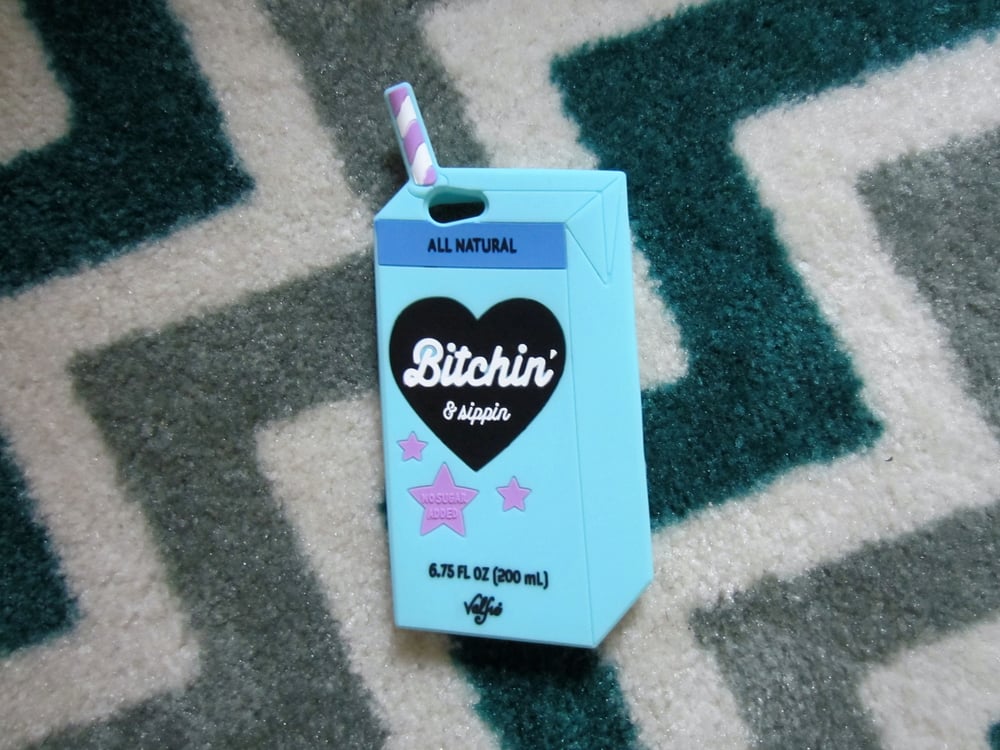 ALL NATURAL
Bitchin'
& sippin
NO SUGAR
ADDED
6.75 FL OZ (200 mL)
Valfré